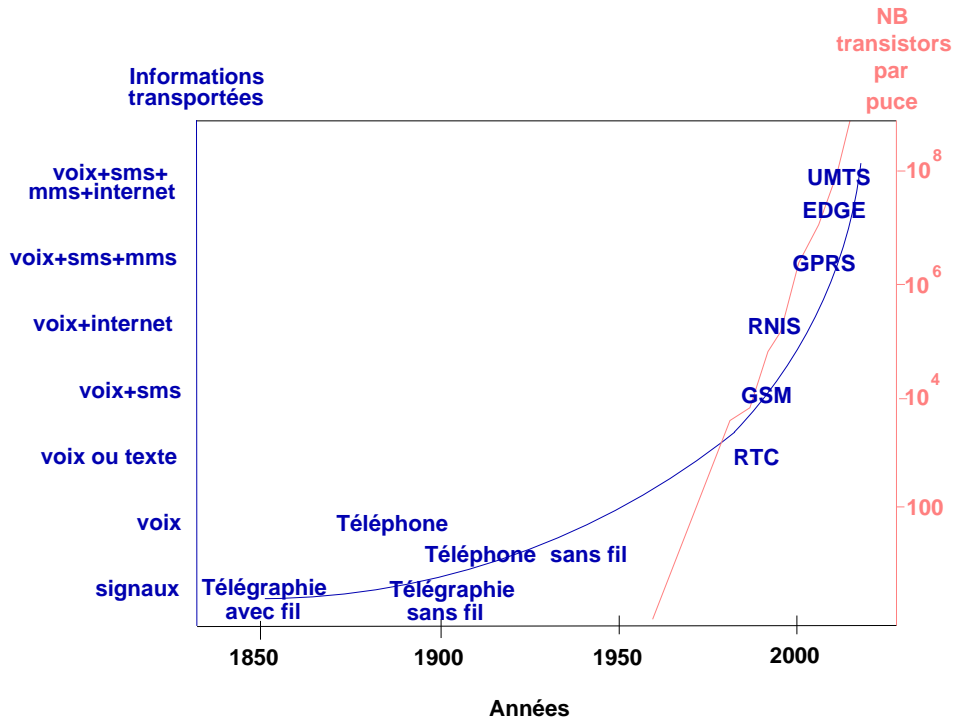 NB
transistors
par
puce
Informations
transportées
voix+sms+
mms+internet
voix+sms+mms
voix+internet
voix+sms
voix ou texte
voix
signaux
UMTS
EDGE
GPRS
RNIS
GSM
RTC
Téléphone
Téléphone sans fil
Télégraphie
avec fil
Télégraphie
sans fil
10^8
10^6
10^4
100
1850
1900
1950
2000
Années